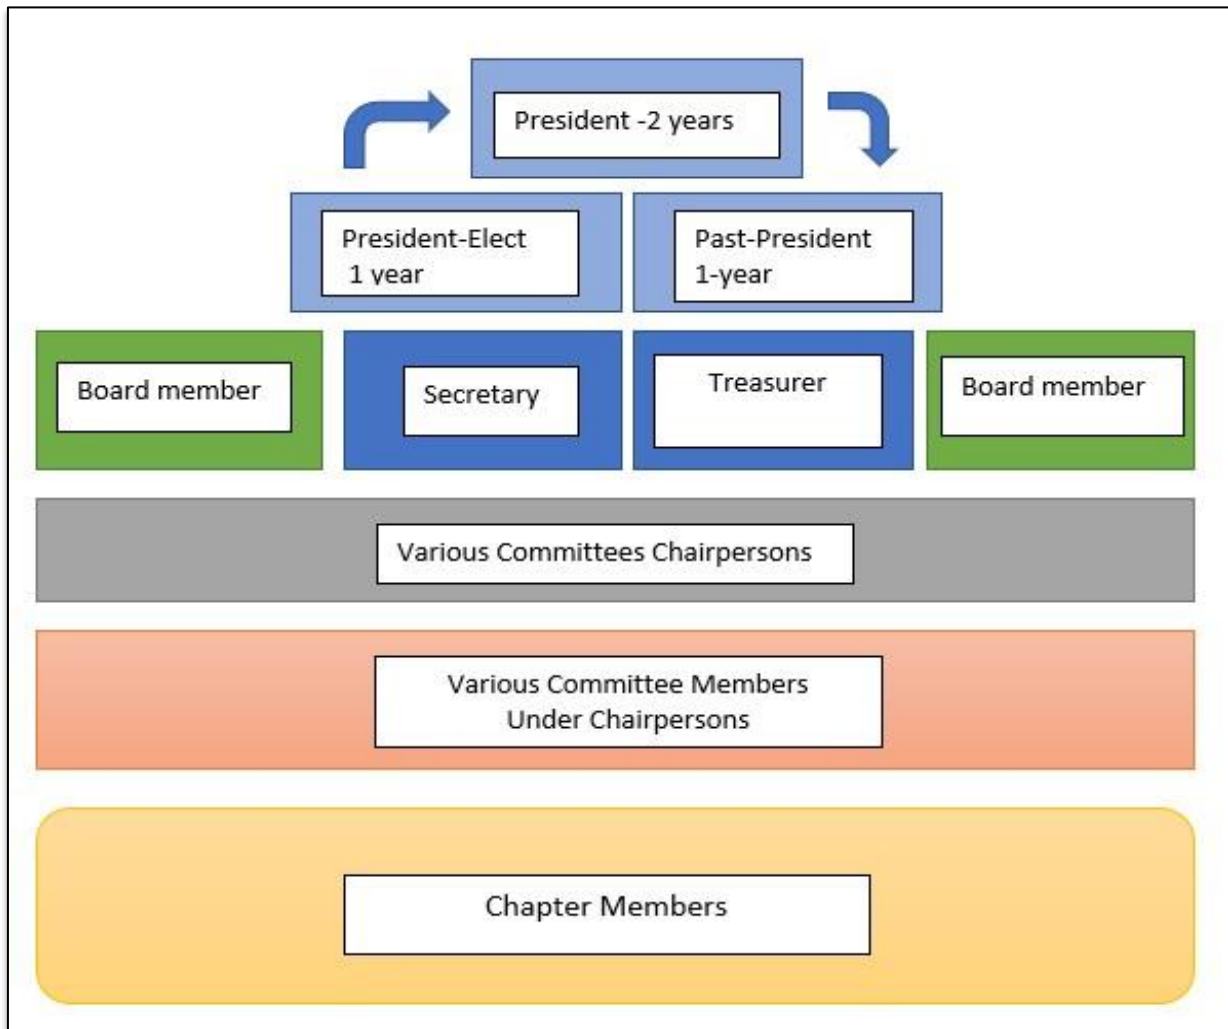 President -2 years
President-Elect
1 year
Past-President
1-year
Board member
Secretary
Treasurer
Board member
Various Committees Chairpersons
Various Committee Members
Under Chairpersons
Chapter Members